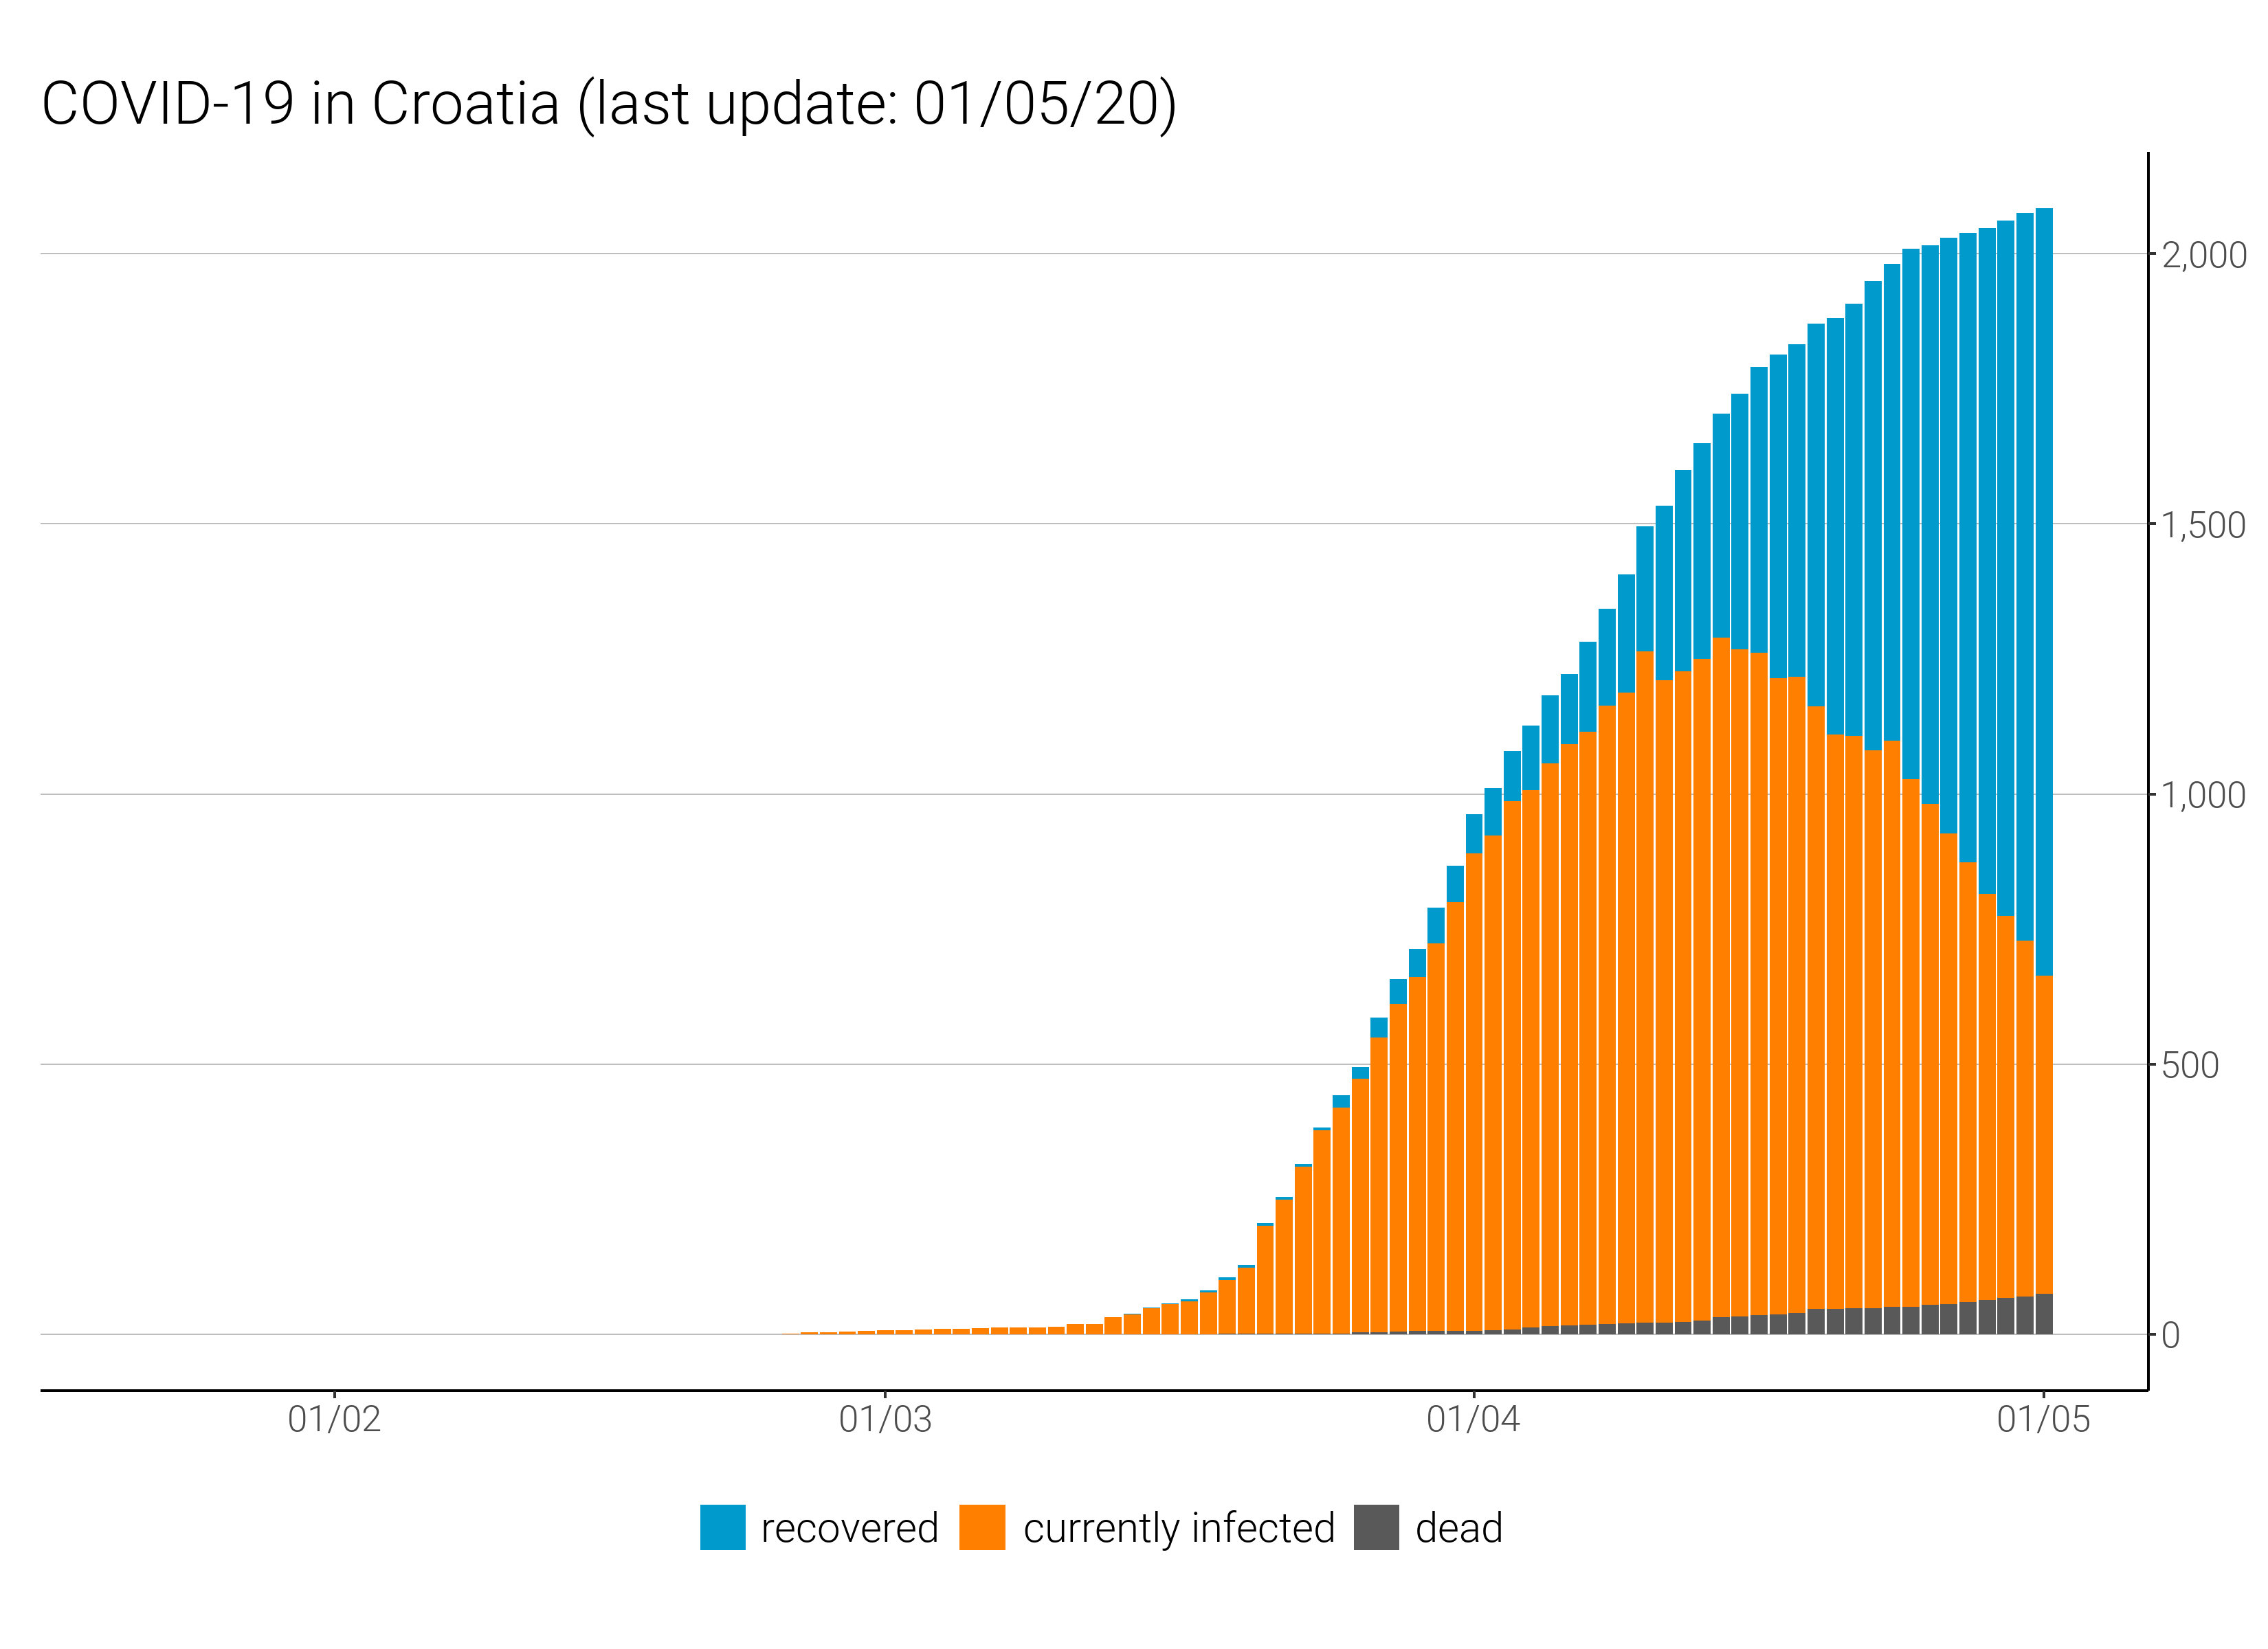 COVID-19 in Croatia (last update: 01/05/20)
2,000
1,500
1,000
500
0
01/02 01/03 01/04 01/05
recovered currently infected dead